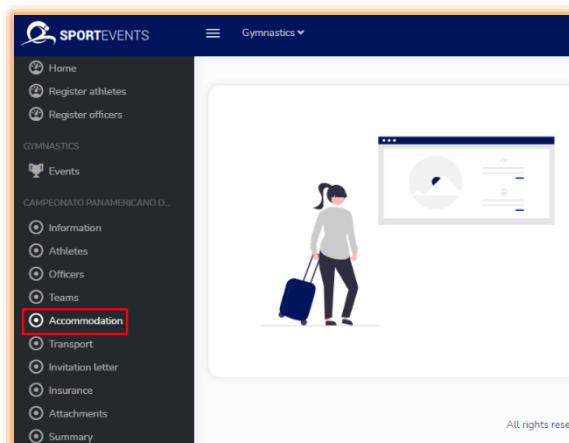 SPORTEVENTS
Gymnastics
Home
Register athletes
Register officers
GYMNASTICS
Events
CAMPEONATO PANAMERICANO D...
Information
Athletes
Officers
Teams
Accommodation
Transport
Invitation letter
Insurance
Attachments
Summary
All rights rese